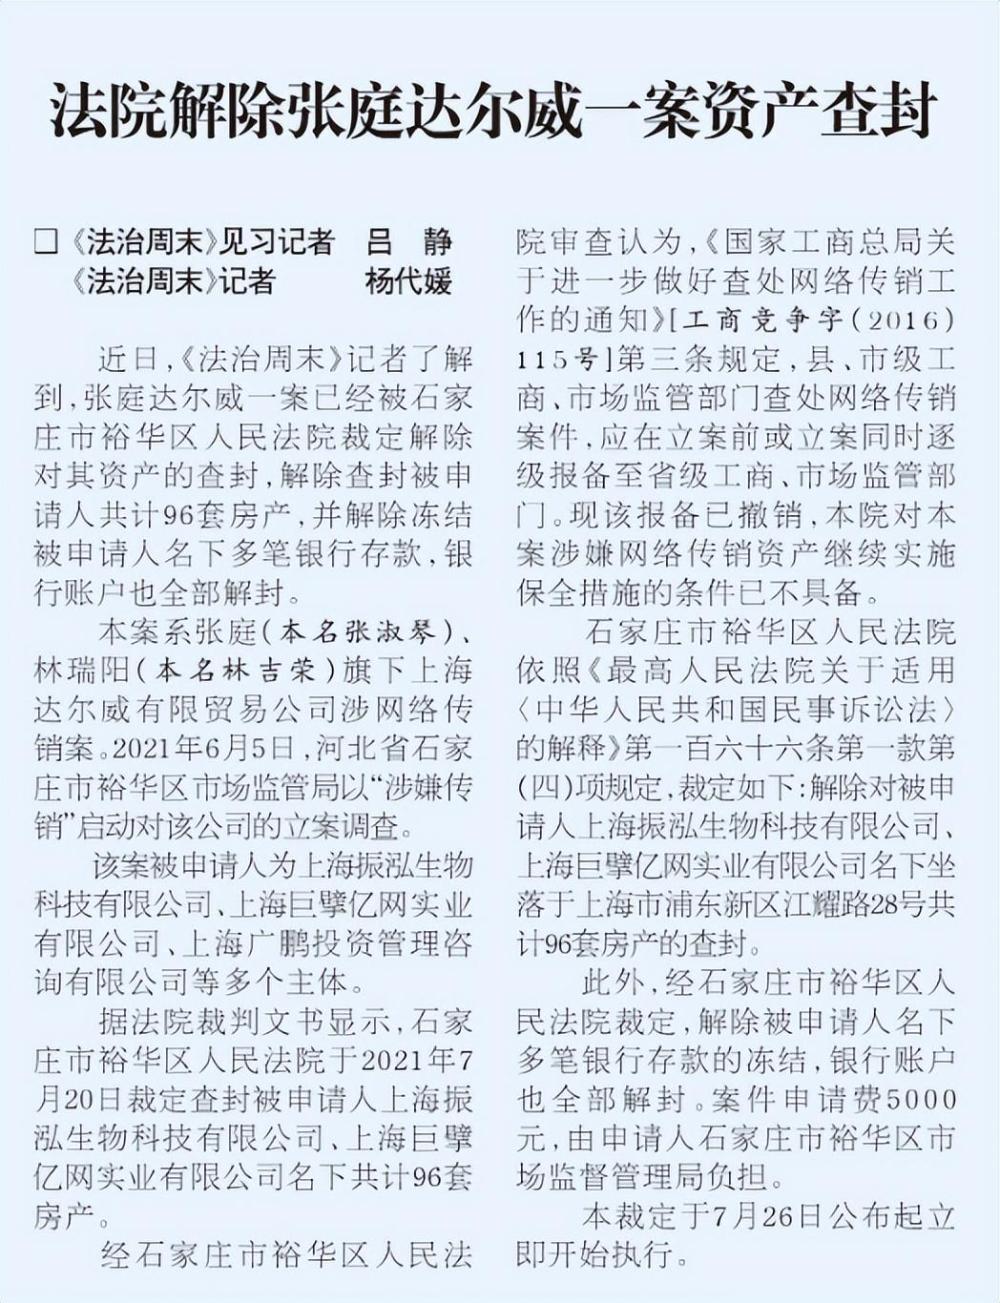 法院解除张庭达尔威一案资产查封
□《法治周末》见习记者 吕 静
《法治周末》记者 杨代媛
近日，《法治周末》记者了解
到，张庭达尔威一案已经被石家
庄市裕华区人民法院裁定解除
对其资产的查封，解除查封被申
请人共计96套房产，并解除冻结
被申请人名下多笔银行存款，银
行账户也全部解封。
本案系张庭(本名张淑琴)、
林瑞阳(本名林吉荣)旗下上海
达尔威有限贸易公司涉网络传
销案。2021年6月5日，河北省石家
庄市裕华区市场监管局以“涉嫌传
销”启动对该公司的立案调查。
该案被申请人为上海振泓生物
科技有限公司、上海巨擘亿网实业
有限公司、上海广鹏投资管理咨
询有限公司等多个主体。
据法院裁判文书显示，石家
庄市裕华区人民法院于2021年7
月20日裁定查封被申请人上海振
泓生物科技有限公司、上海巨擘
亿网实业有限公司名下共计96套
房产。
经石家庄市裕华区人民法
院审查认为，《国家工商总局关
于进一步做好查处网络传销工
作的通知》[工商竞争字(2016)
115号]第三条规定，县、市级工
商、市场监管部门查处网络传销
案件，应在立案前或立案同时逐
级报备至省级工商、市场监管部
门。现该报备已撤销，本院对本
案涉嫌网络传销资产继续实施
保全措施的条件已不具备。
石家庄市裕华区人民法院
依照《最高人民法院关于适用
〈中华人民共和国民事诉讼法〉
的解释》第一百六十六条第一款第
(四)项规定，裁定如下：解除对被申
请人上海振泓生物科技有限公司、
上海巨擘亿网实业有限公司名下坐
落于上海市浦东新区江耀路28号共
计96套房产的查封。
此外，经石家庄市裕华区人
民法院裁定，解除被申请人名下
多笔银行存款的冻结，银行账户
也全部解封。案件申请费5000
元，由申请人石家庄市裕华区市
场监督管理局负担。
本裁定于7月26日公布起立
即开始执行。